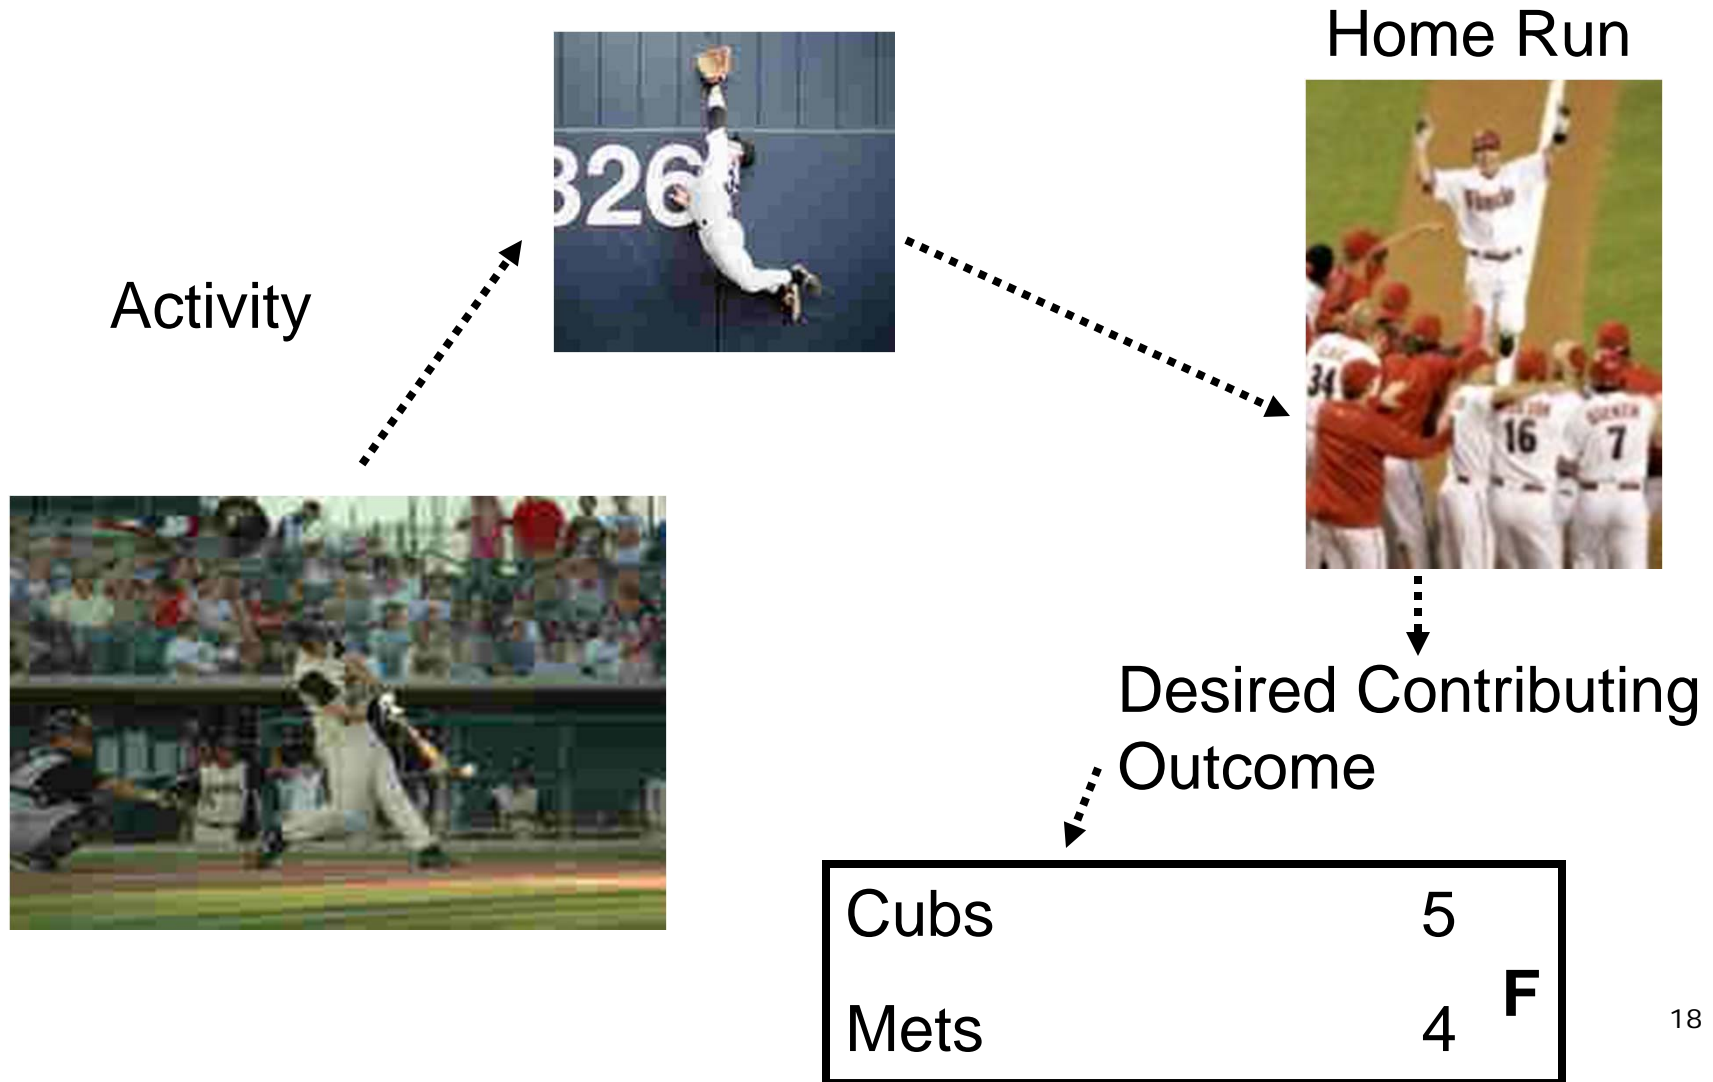 Home Run
326
Activity
34
16
7
Desired Contributing
Outcome
Cubs 5
F
Mets 4
18